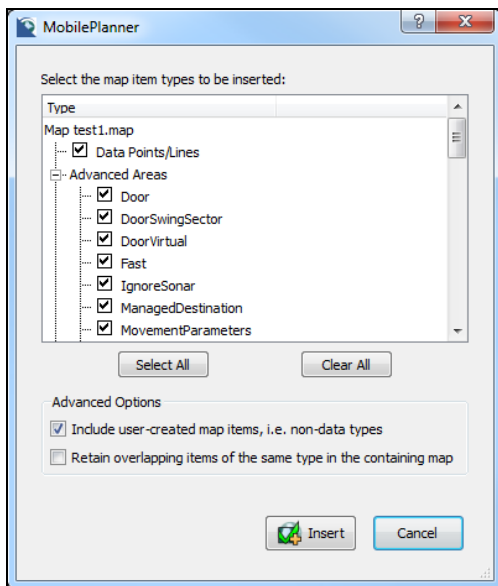 MobilePlanner
?
Select the map item types to be inserted:
Type
Map test1.map
Data Points/Lines
Advanced Areas
Door
DoorSwingSector
DoorVirtual
Fast
IgnoreSonar
ManagedDestination
MovementParameters
Select All Clear All
Advanced Options
Include user-created map items, i.e. non-data types
Retain overlapping items of the same type in the containing map
Insert Cancel